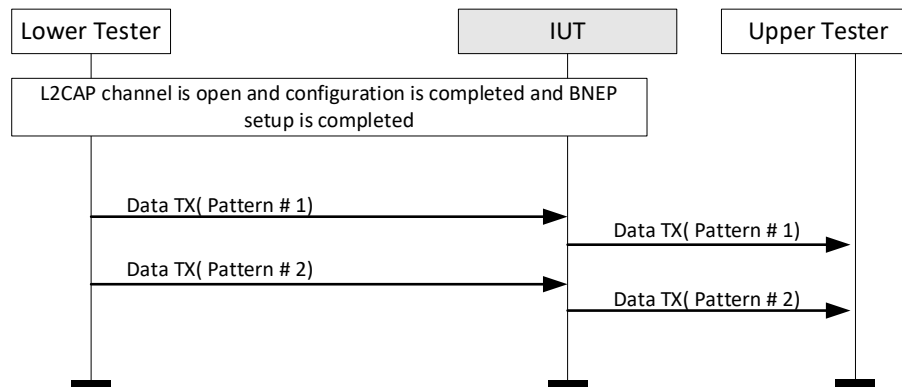 Lower Tester
IUT
Upper Tester
L2CAP channel is open and configuration is completed and BNEP
setup is completed
Data TX( Pattern # 1)
Data TX( Pattern # 1)
Data TX( Pattern # 2)
Data TX( Pattern # 2)